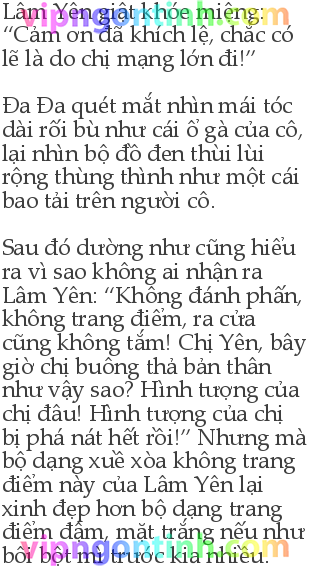 Lâm Yên giật khóe miệng:
“Cảm ơn đã khích lệ, chắc có
lẽ là do chị mạng lớn đi!”
Đa Đa quét mắt nhìn mái tóc
dài rối bù như cái ổ gà của cô,
lại nhìn bộ đồ đen thùi lùi
rộng thùng thình như một cái
bao tải trên người cô.
Sau đó dường như cũng hiểu
ra vì sao không ai nhận ra
Lâm Yên: “Không đánh phấn,
không trang điểm, ra cửa
cũng không tắm! Chị Yên, bây
giờ chị buông thả bản thân
như vậy sao? Hình tượng của
chị đâu! Hình tượng của chị
bị phá nát hết rồi!” Nhưng mà
bộ dạng xuề xòa không trang
điểm này của Lâm Yên lại
xinh đẹp hơn bộ dạng trang
điểm đậm, mặt trắng nếu như
bôi bột mì trước kia nhiều.
vipngontinh.com
vipngontinh.com